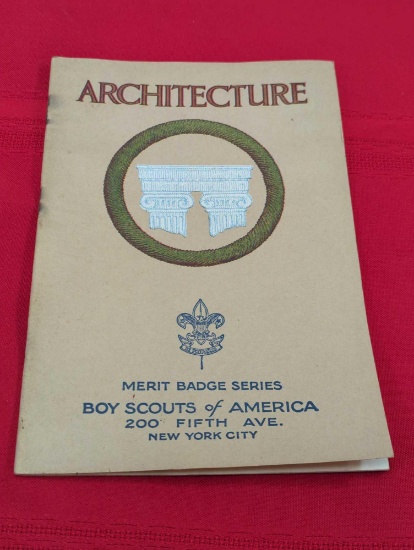 ARCHITECTURE
MERIT BADGE SERIES
BOY SCOUTS of AMERICA
200 FIFTH AVE.
NEW YORK CITY